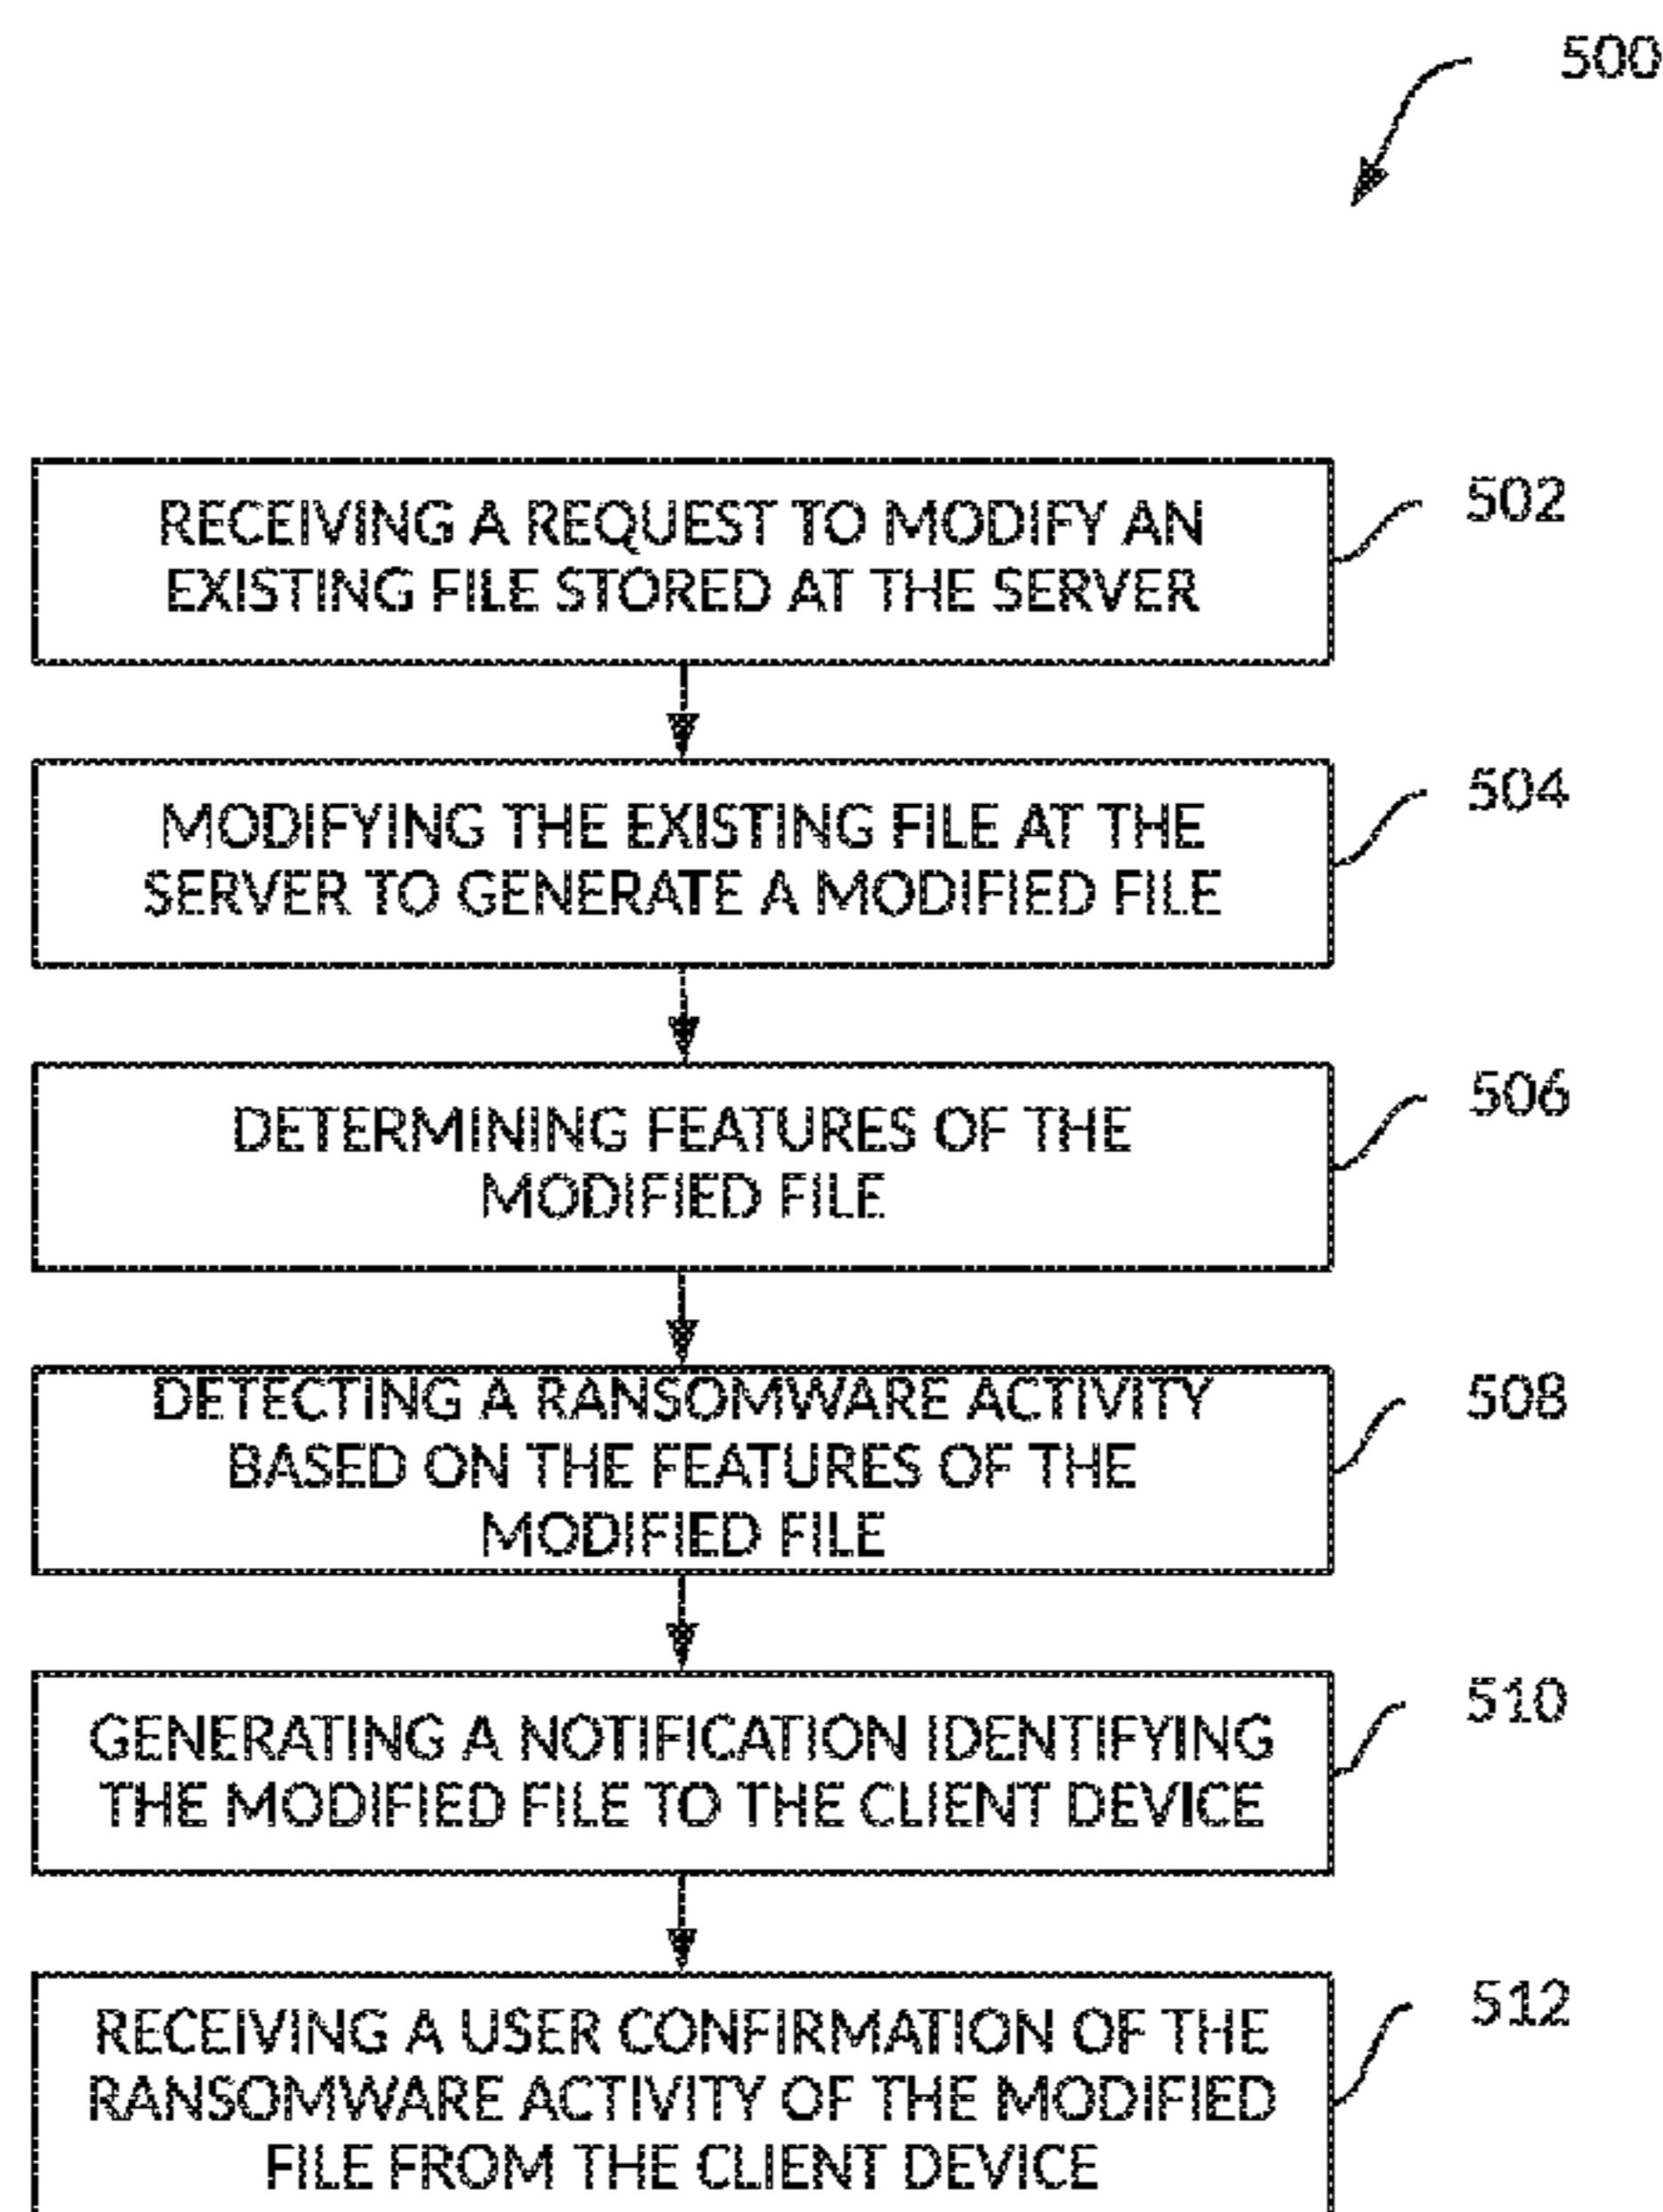 500
RECEIVING A REQUEST TO MODIFY AN
EXISTING FILE STORED AT THE SERVER
502
MODIFYING THE EXISTING FILE AT THE
SERVER TO GENERATE A MODIFIED FILE
504
DETERMINING FEATURES OF THE
MODIFIED FILE
506
DETECTING A RANSOMWARE ACTIVITY
BASED ON THE FEATURES OF THE
MODIFIED FILE
508
GENERATING A NOTIFICATION IDENTIFYING
THE MODIFIED FILE TO THE CLIENT DEVICE
510
RECEIVING A USER CONFIRMATION OF THE
RANSOMWARE ACTIVITY OF THE MODIFIED
FILE FROM THE CLIENT DEVICE
512